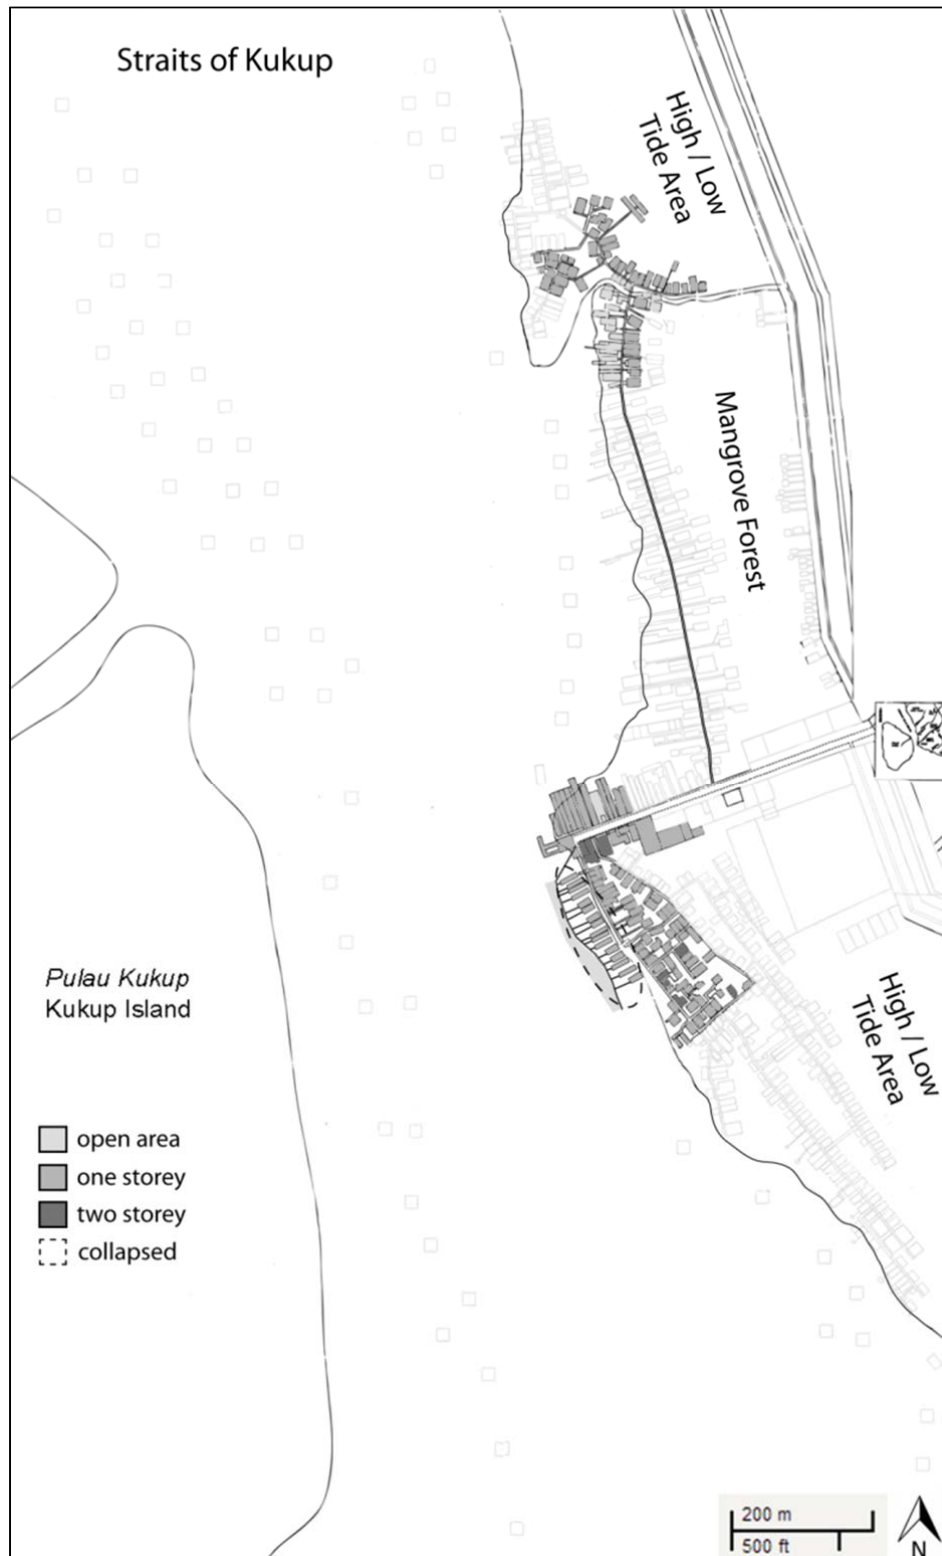 Straits of Kukup
High / Low
Tide Area
Mangrove Forest
Pulau Kukup
Kukup Island
High / Low
Tide Area
open area
one storey
two storey
collapsed
200 m
500 ft
N